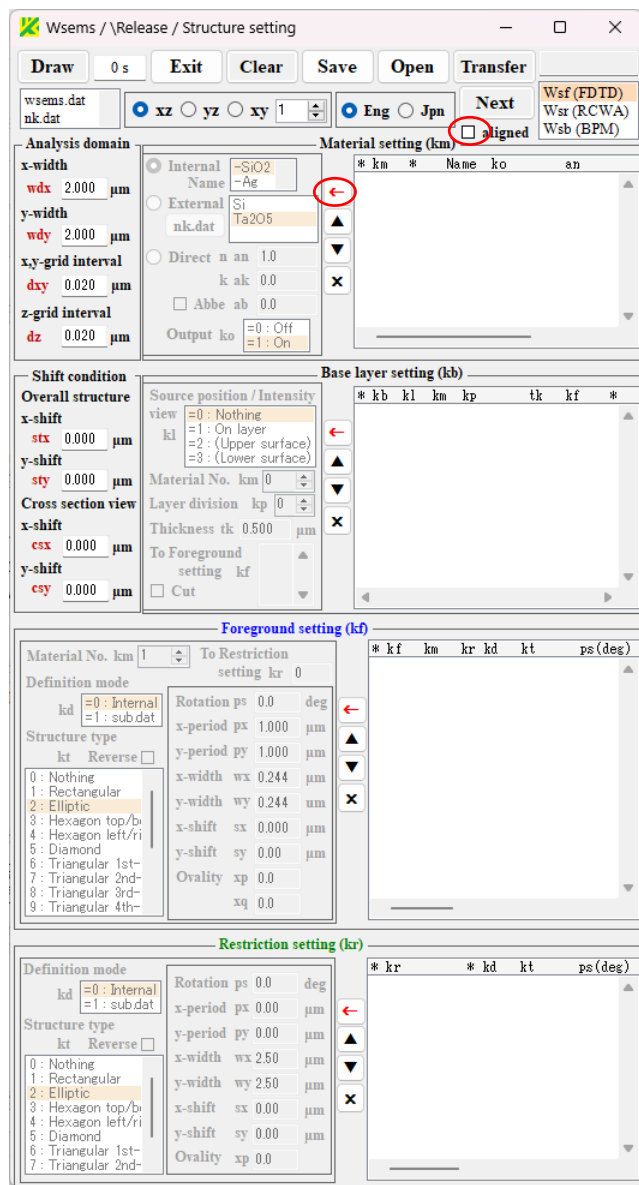 Wsems / \Release / Structure setting
Draw 0 s Exit Clear Save Open Transfer
wsems.dat
nk.dat
xz yz xy 1 Eng Jpn Next
aligned
Wsf (FDTD)
Wsr (RCWA)
Wsb (BPM)
Analysis domain
x-width
wdx 2.000 μm
y-width
wdy 2.000 μm
x,y-grid interval
dxy 0.020 μm
z-grid interval
dz 0.020 μm
Material setting (km)
Internal
Name
-SiO2
-Ag
External
nk.dat
Si
Ta2O5
Direct n an 1.0
k ak 0.0
Abbe ab 0.0
Output ko
=0 : Off
=1 : On
←
▲
▼
×
* km * Name ko an
Shift condition
Overall structure
x-shift
stx 0.000 μm
y-shift
sty 0.000 μm
Cross section view
x-shift
csx 0.000 μm
y-shift
csy 0.000 μm
Base layer setting (kb)
Source position / Intensity
view
kl
=0 : Nothing
=1 : On layer
=2 : (Upper surface)
=3 : (Lower surface)
Material No. km 0
Layer division kp 0
Thickness tk 0.500 μm
To Foreground
setting kf
Cut
←
▲
▼
×
* kb kl km kp tk kf *
Foreground setting (kf)
Material No. km 1
To Restriction
setting kr 0
Definition mode
kd
=0 : Internal
=1 : sub.dat
Structure type
kt Reverse
0 : Nothing
1 : Rectangular
2 : Elliptic
3 : Hexagon top/b
4 : Hexagon left/ri
5 : Diamond
6 : Triangular 1st-
7 : Triangular 2nd-
8 : Triangular 3rd-
9 : Triangular 4th-
Rotation ps 0.0 deg
x-period px 1.000 μm
y-period py 1.000 μm
x-width wx 0.244 μm
y-width wy 0.244 um
x-shift sx 0.000 μm
y-shift sy 0.00 μm
Ovality xp 0.0
xq 0.0
←
▲
▼
×
* kf km kr kd kt ps(deg)
Restriction setting (kr)
Definition mode
kd
=0 : Internal
=1 : sub.dat
Structure type
kt Reverse
0 : Nothing
1 : Rectangular
2 : Elliptic
3 : Hexagon top/b
4 : Hexagon left/ri
5 : Diamond
6 : Triangular 1st-
7 : Triangular 2nd-
Rotation ps 0.0 deg
x-period px 0.00 μm
y-period py 0.00 μm
x-width wx 2.50 μm
y-width wy 2.50 μm
x-shift sx 0.00 μm
y-shift sy 0.00 μm
Ovality xp 0.0
←
▲
▼
×
* kr * kd kt ps(deg)